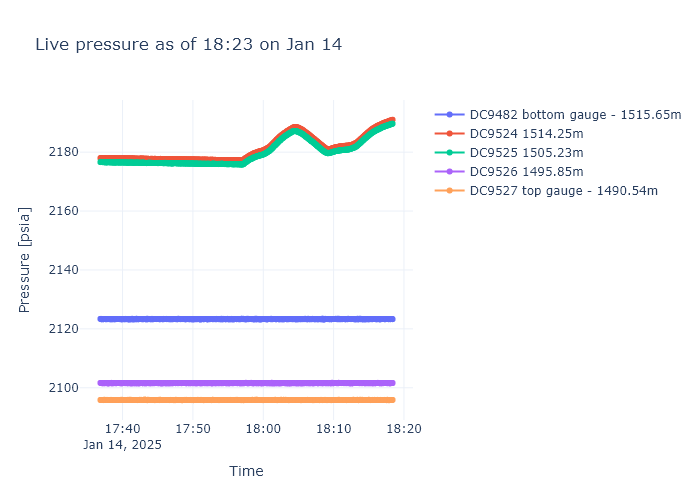 Live pressure as of 18:23 on Jan 14
DC9482 bottom gauge - 1515.65m
DC9524 1514.25m
DC9525 1505.23m
DC9526 1495.85m
DC9527 top gauge - 1490.54m
Pressure [psia]
2180
2160
2140
2120
2100
17:40
17:50
18:00
18:10
18:20
Jan 14, 2025
Time